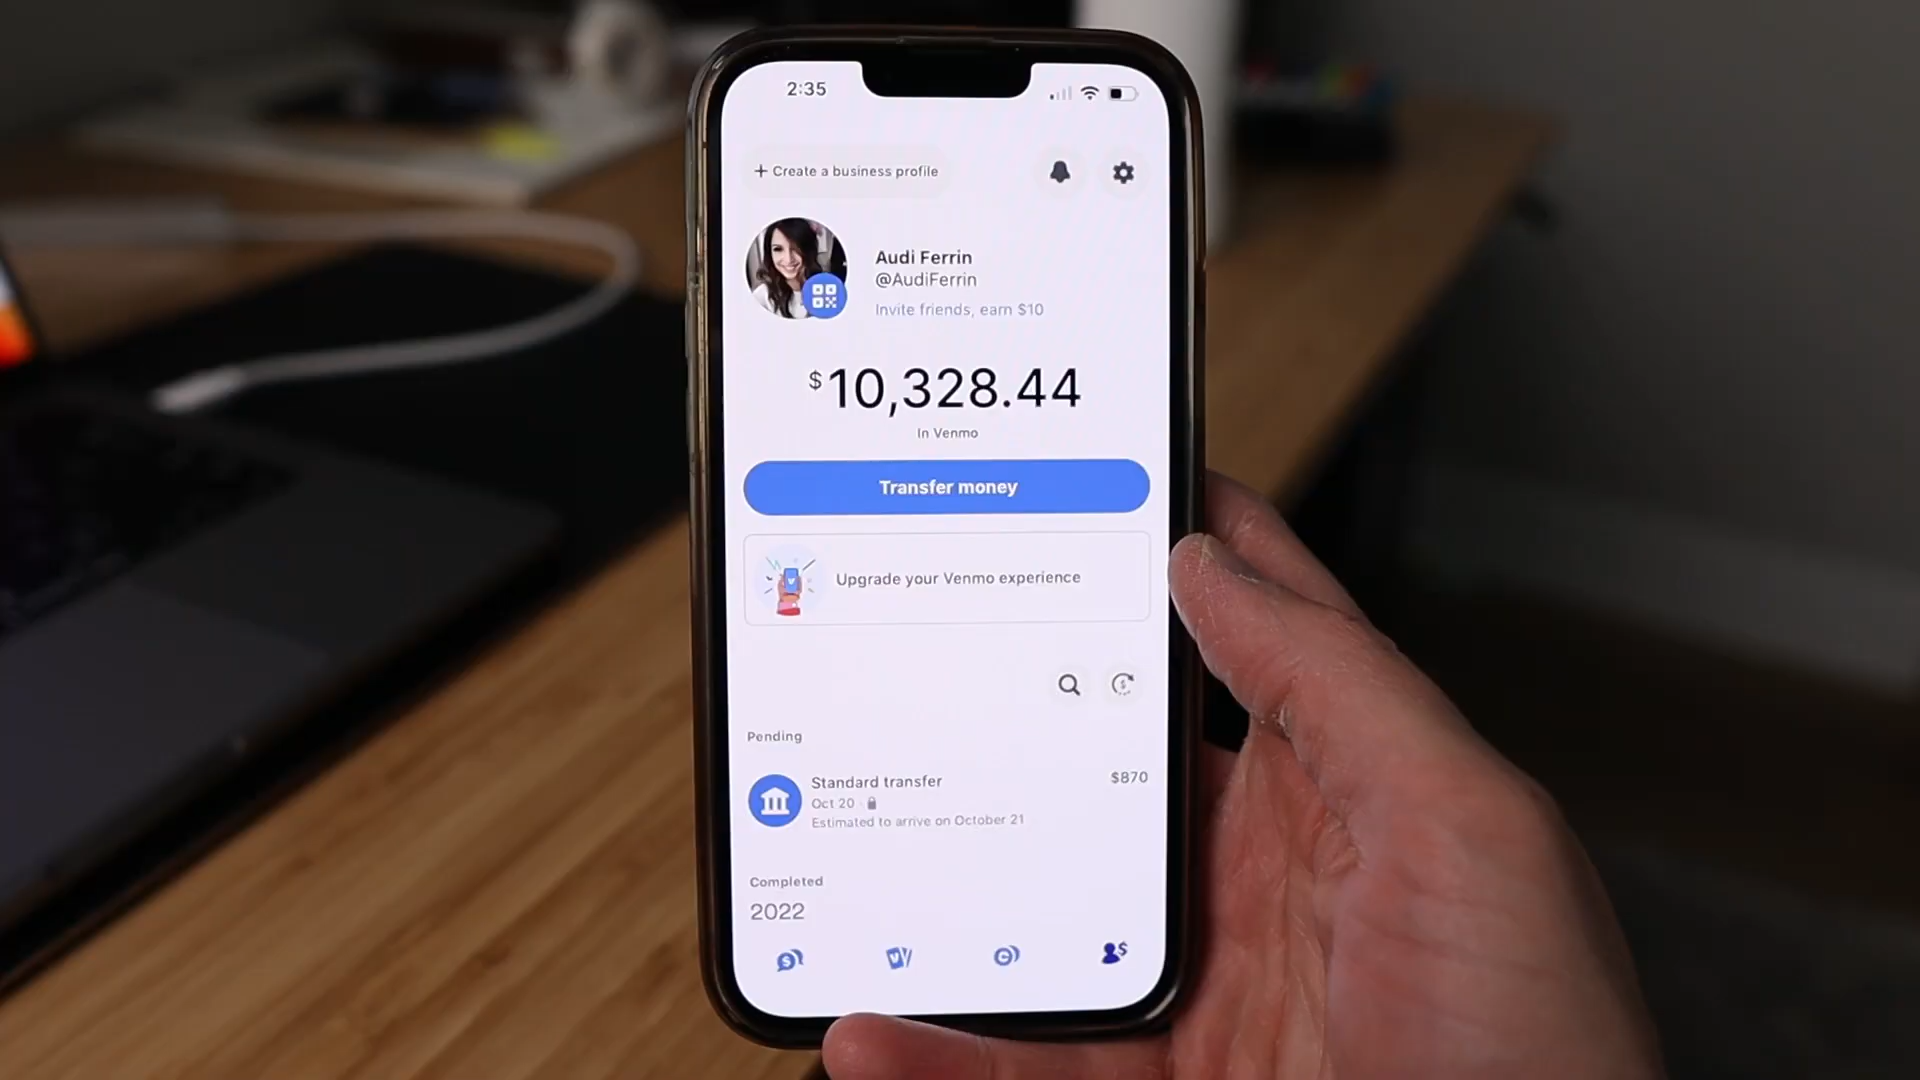 2:35
+ Create a business profile
Audi Ferrin
@AudiFerrin
Invite friends, earn $10
$10,328.44
In Venmo
Transfer money
Upgrade your Venmo experience
Pending
Standard transfer
$870
Oct 20
Estimated to arrive on October 21
Completed
2022